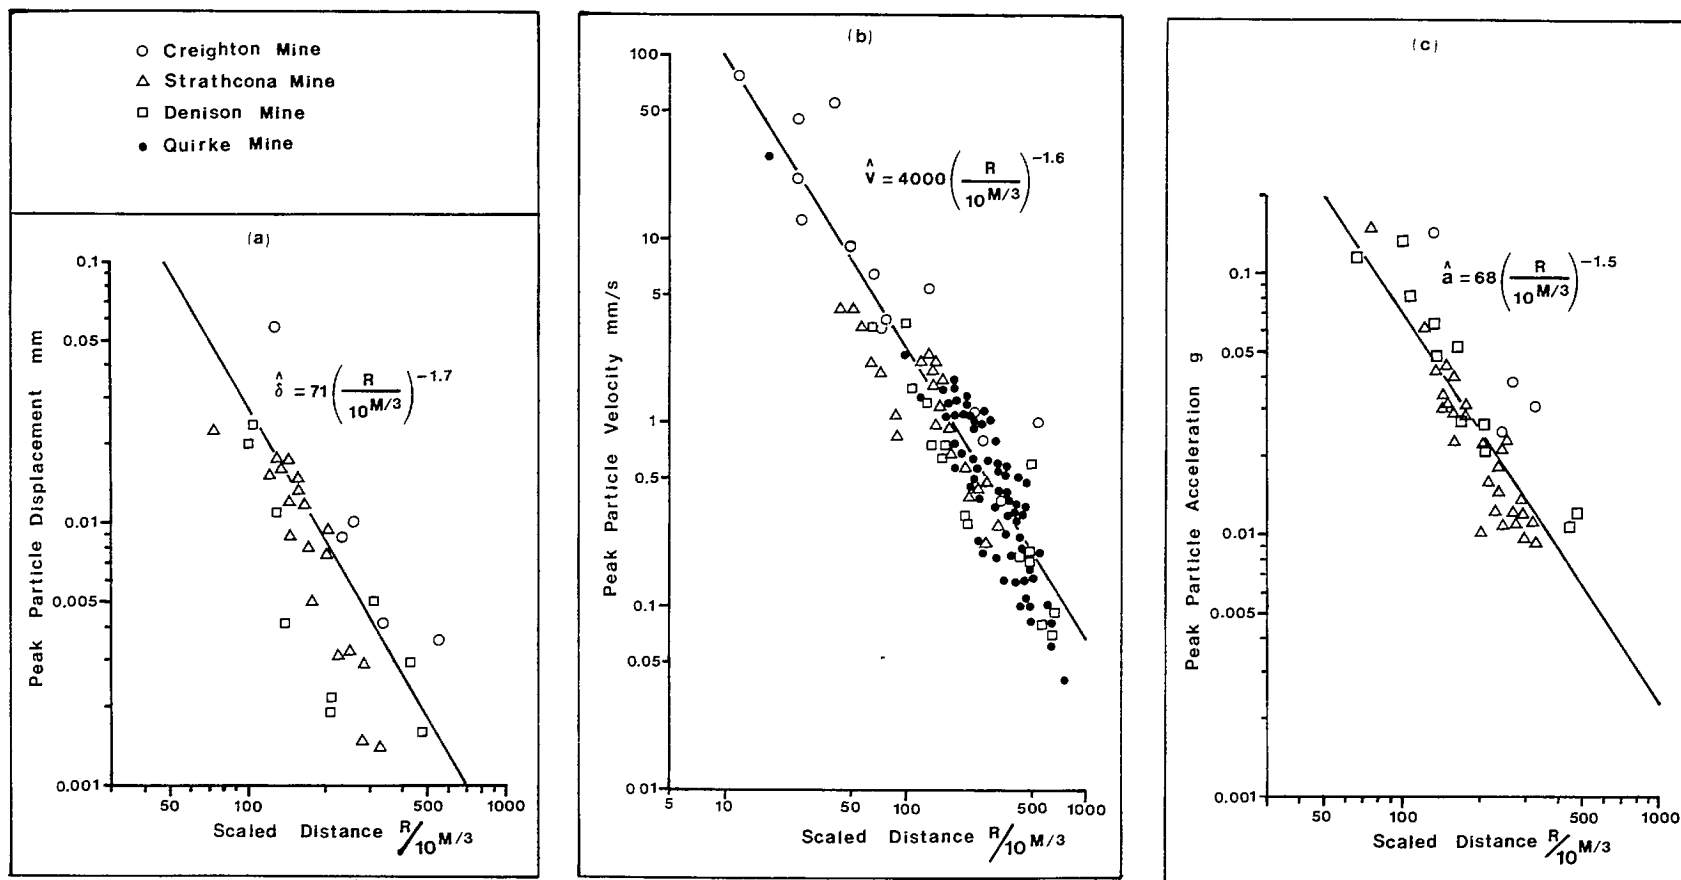 ○ Creighton Mine
△ Strathcona Mine
□ Denison Mine
● Quirke Mine
(a)
Peak Particle Displacement mm
0.1
0.05
0.01
0.005
0.001
δ̂ = 71 (R / 10^M/3)^−1.7
50 100 500 1000
Scaled Distance R/10^M/3
(b)
Peak Particle Velocity mm/s
100
50
10
5
1
0.5
0.1
0.05
0 01
v̂ = 4000 (R / 10^M/3)^−1.6
5 10 50 100 500 1000
Scaled Distance R/10^M/3
(c)
Peak Particle Acceleration g
0.1
0.05
0.01
0.005
0.001
â = 68 (R / 10^M/3)^−1.5
50 100 500 1000
Scaled Distance R/10^M/3